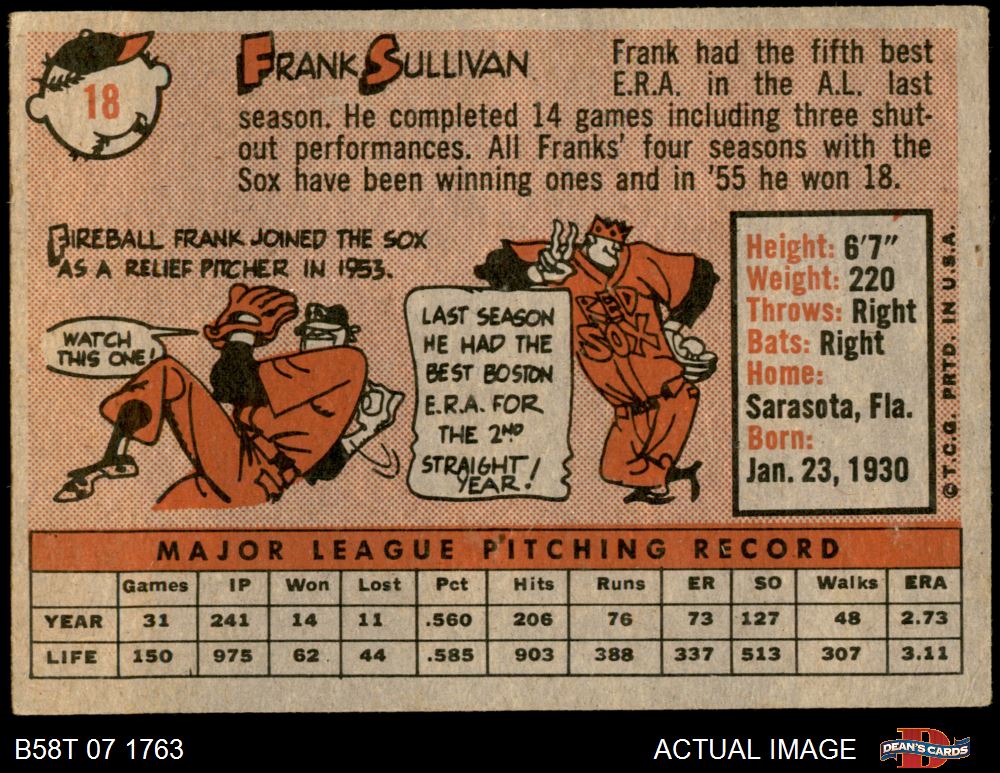 18
FRANK SULLIVAN
Frank had the fifth best
E.R.A. in the A.L. last
season. He completed 14 games including three shut-
out performances. All Franks' four seasons with the
Sox have been winning ones and in '55 he won 18.
FIREBALL FRANK JOINED THE SOX
AS A RELIEF PITCHER IN 1953.
WATCH
THIS ONE!
LAST SEASON
HE HAD THE
BEST BOSTON
E.R.A. FOR
THE 2ND
STRAIGHT
YEAR!
RED
SOX
Height: 6'7"
Weight: 220
Throws: Right
Bats: Right
Home:
Sarasota, Fla.
Born:
Jan. 23, 1930
© T.C.G. PRTD. IN U.S.A.
MAJOR LEAGUE PITCHING RECORD
Games IP Won Lost Pct Hits Runs ER SO Walks ERA
YEAR 31 241 14 11 .560 206 76 73 127 48 2.73
LIFE 150 975 62 44 .585 903 388 337 513 307 3.11
B58T 07 1763
ACTUAL IMAGE
DEAN'S CARDS